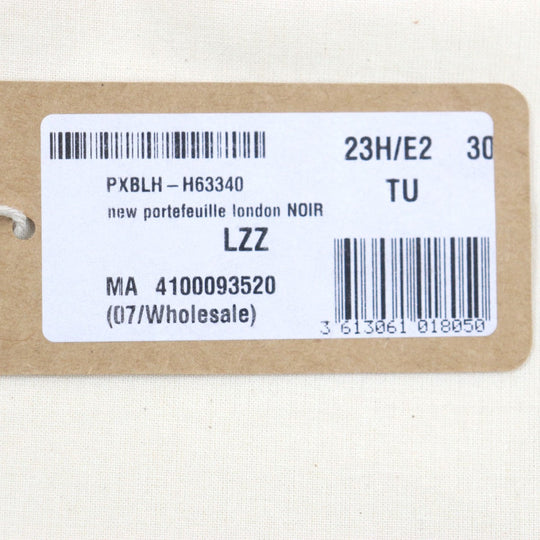 23H/E2 30
PXBLH-H63340 TU
new portefeuille london NOIR
LZZ
MA 4100093520
(07/Wholesale)
3 613061 018050